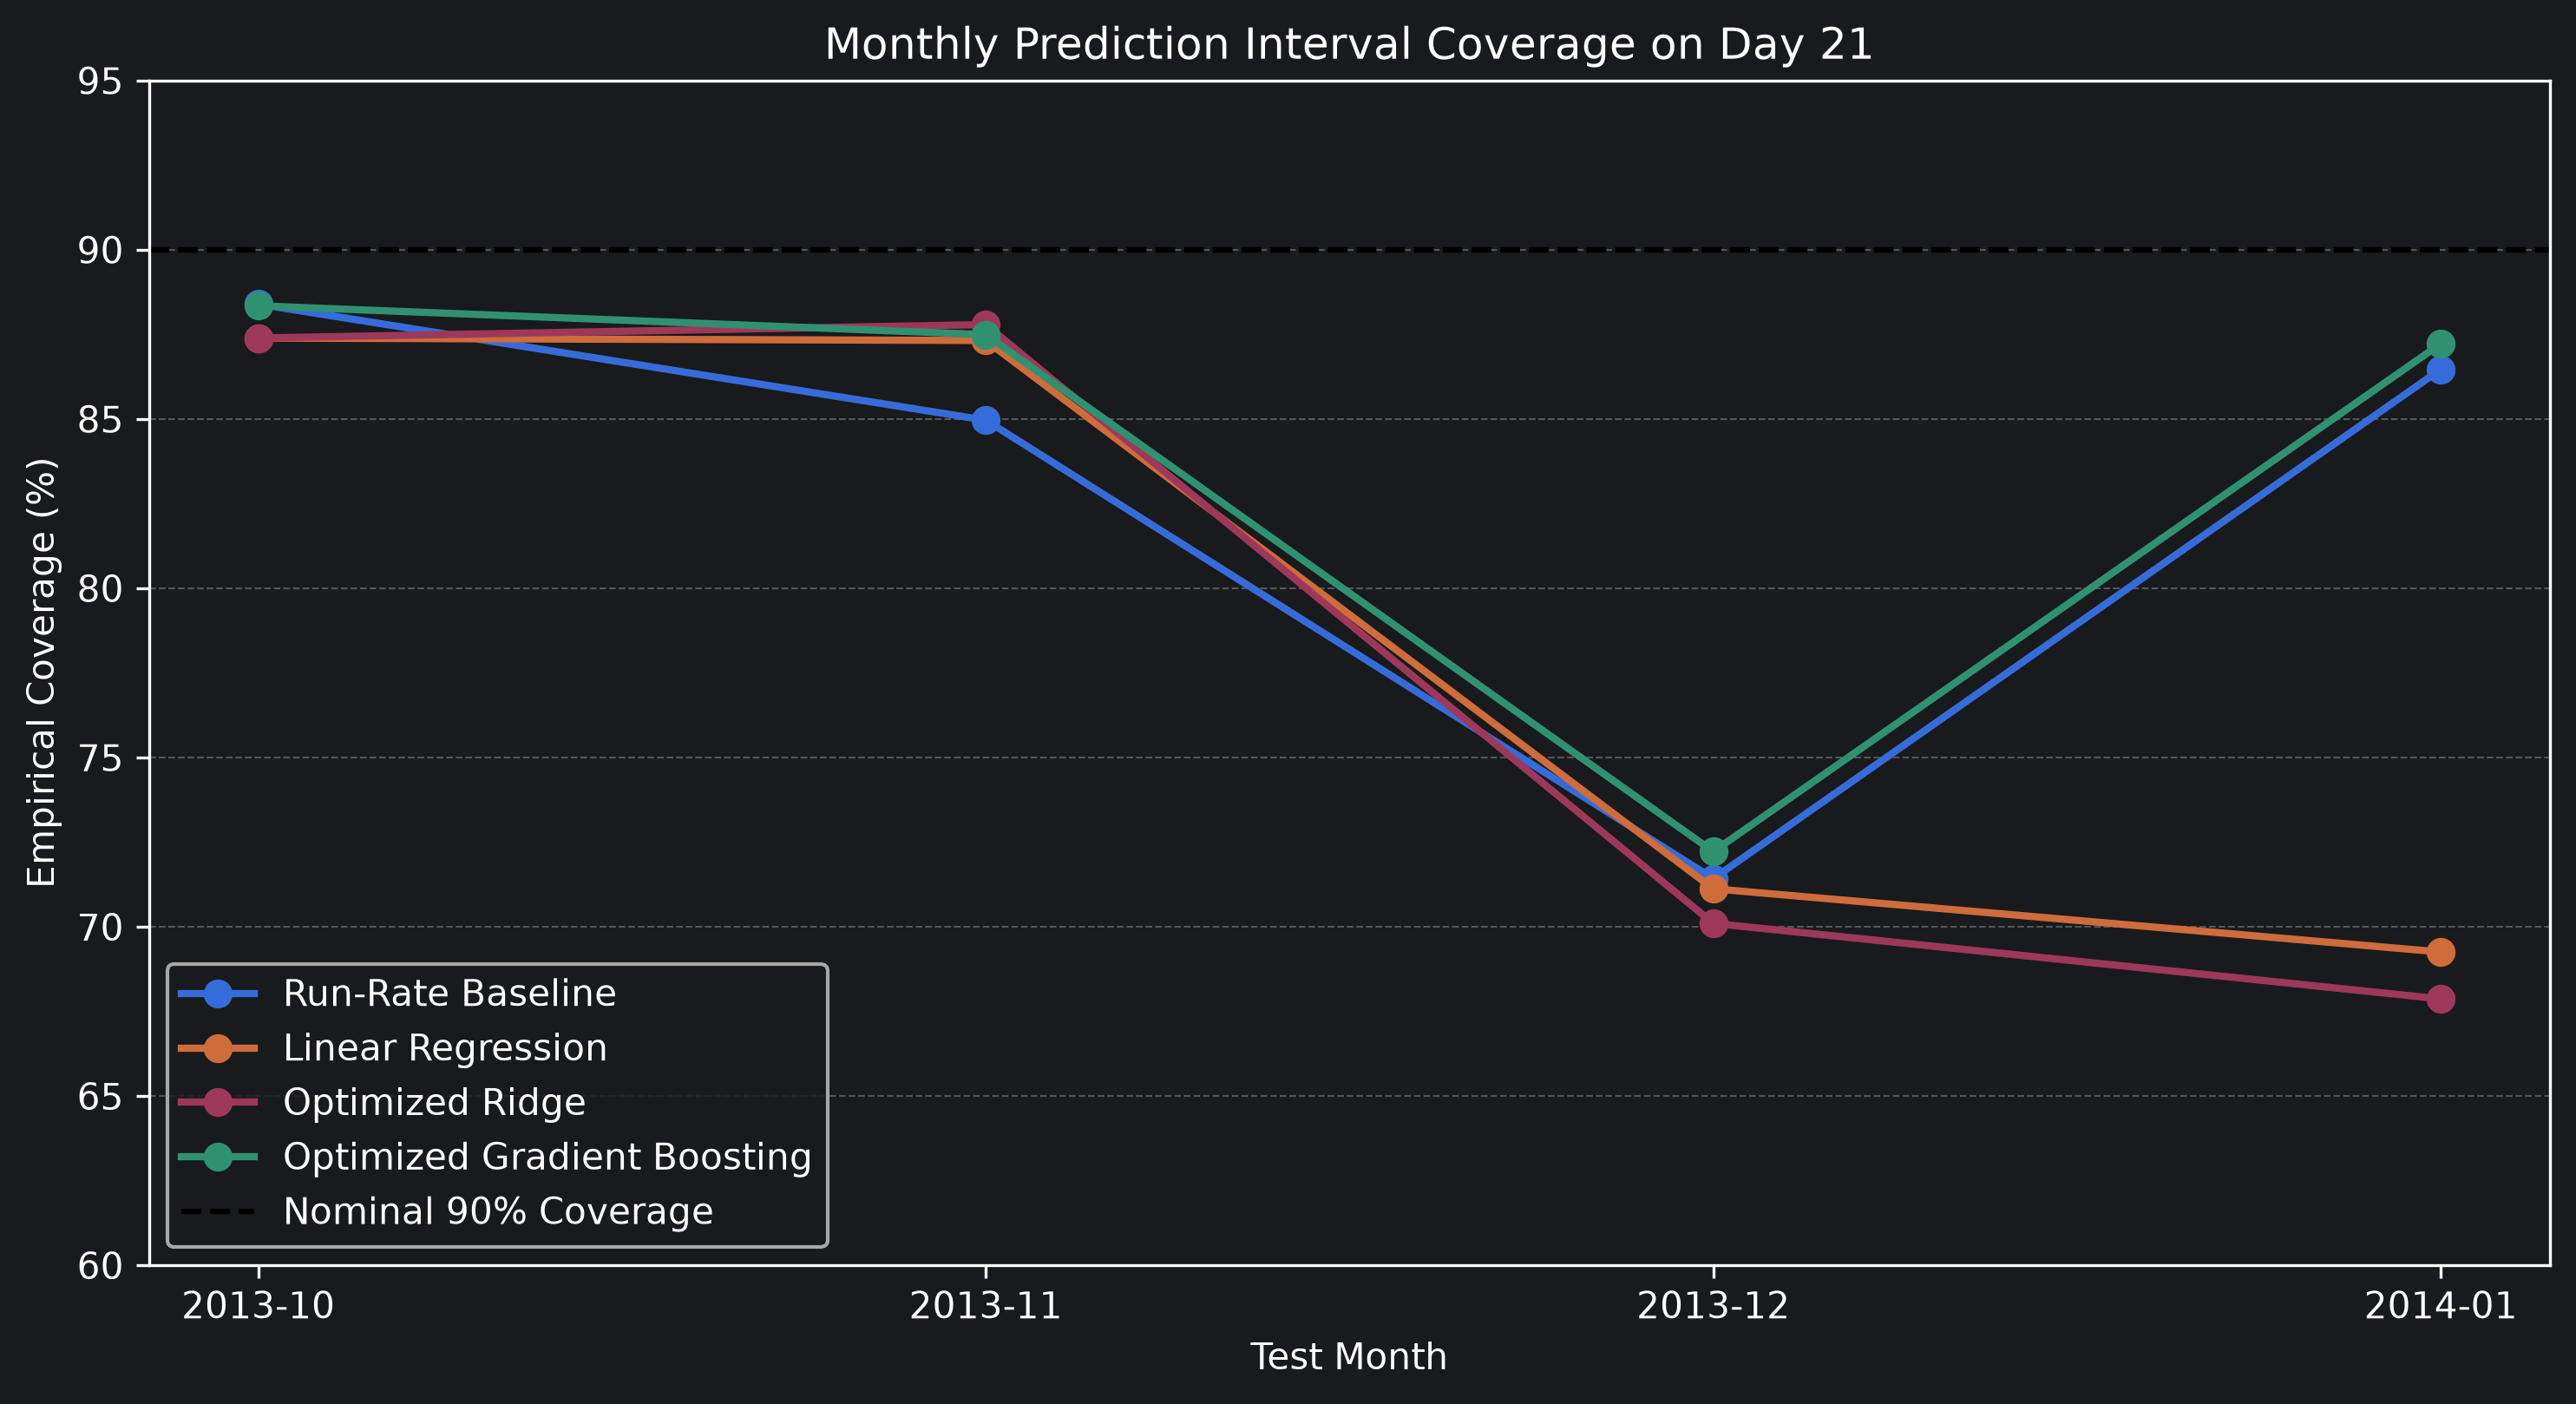 Monthly Prediction Interval Coverage on Day 21
95
90
85
80
75
70
65
60
Empirical Coverage (%)
Run-Rate Baseline
Linear Regression
Optimized Ridge
Optimized Gradient Boosting
Nominal 90% Coverage
2013-10 2013-11 2013-12 2014-01
Test Month